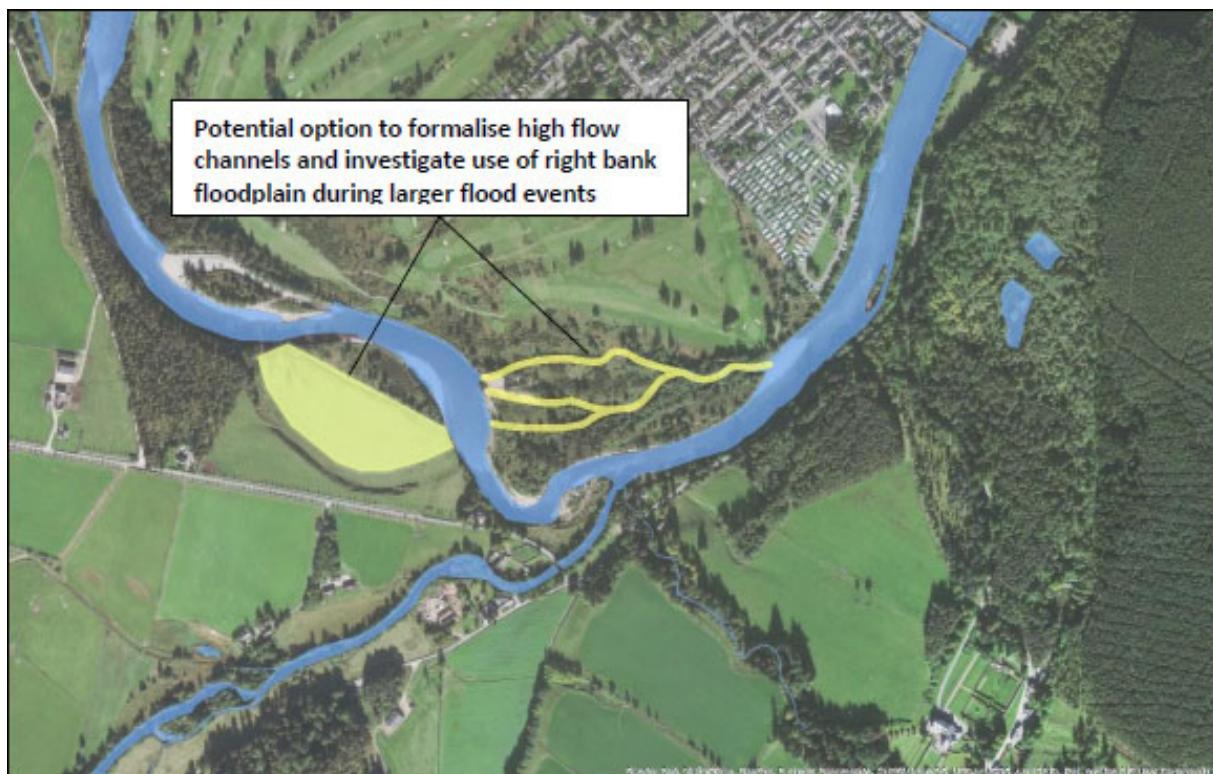 Potential option to formalise high flow
channels and investigate use of right bank
floodplain during larger flood events